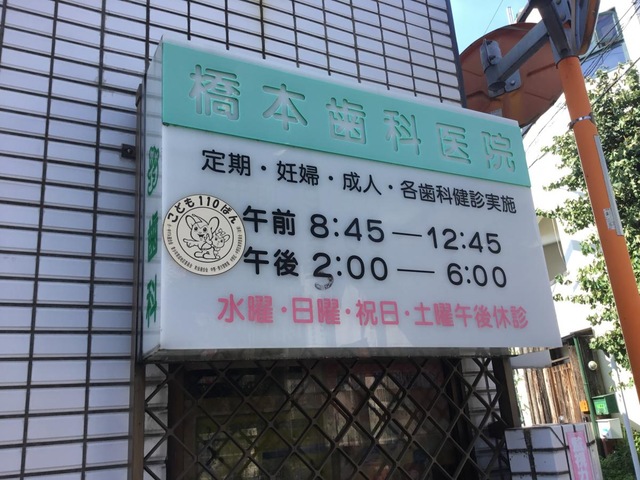 橋本歯科医院
定期・妊婦・成人・各歯科健診実施
こども110ばん
午前 8:45—12:45
午後 2:00—6:00
水曜・日曜・祝日・土曜午後休診